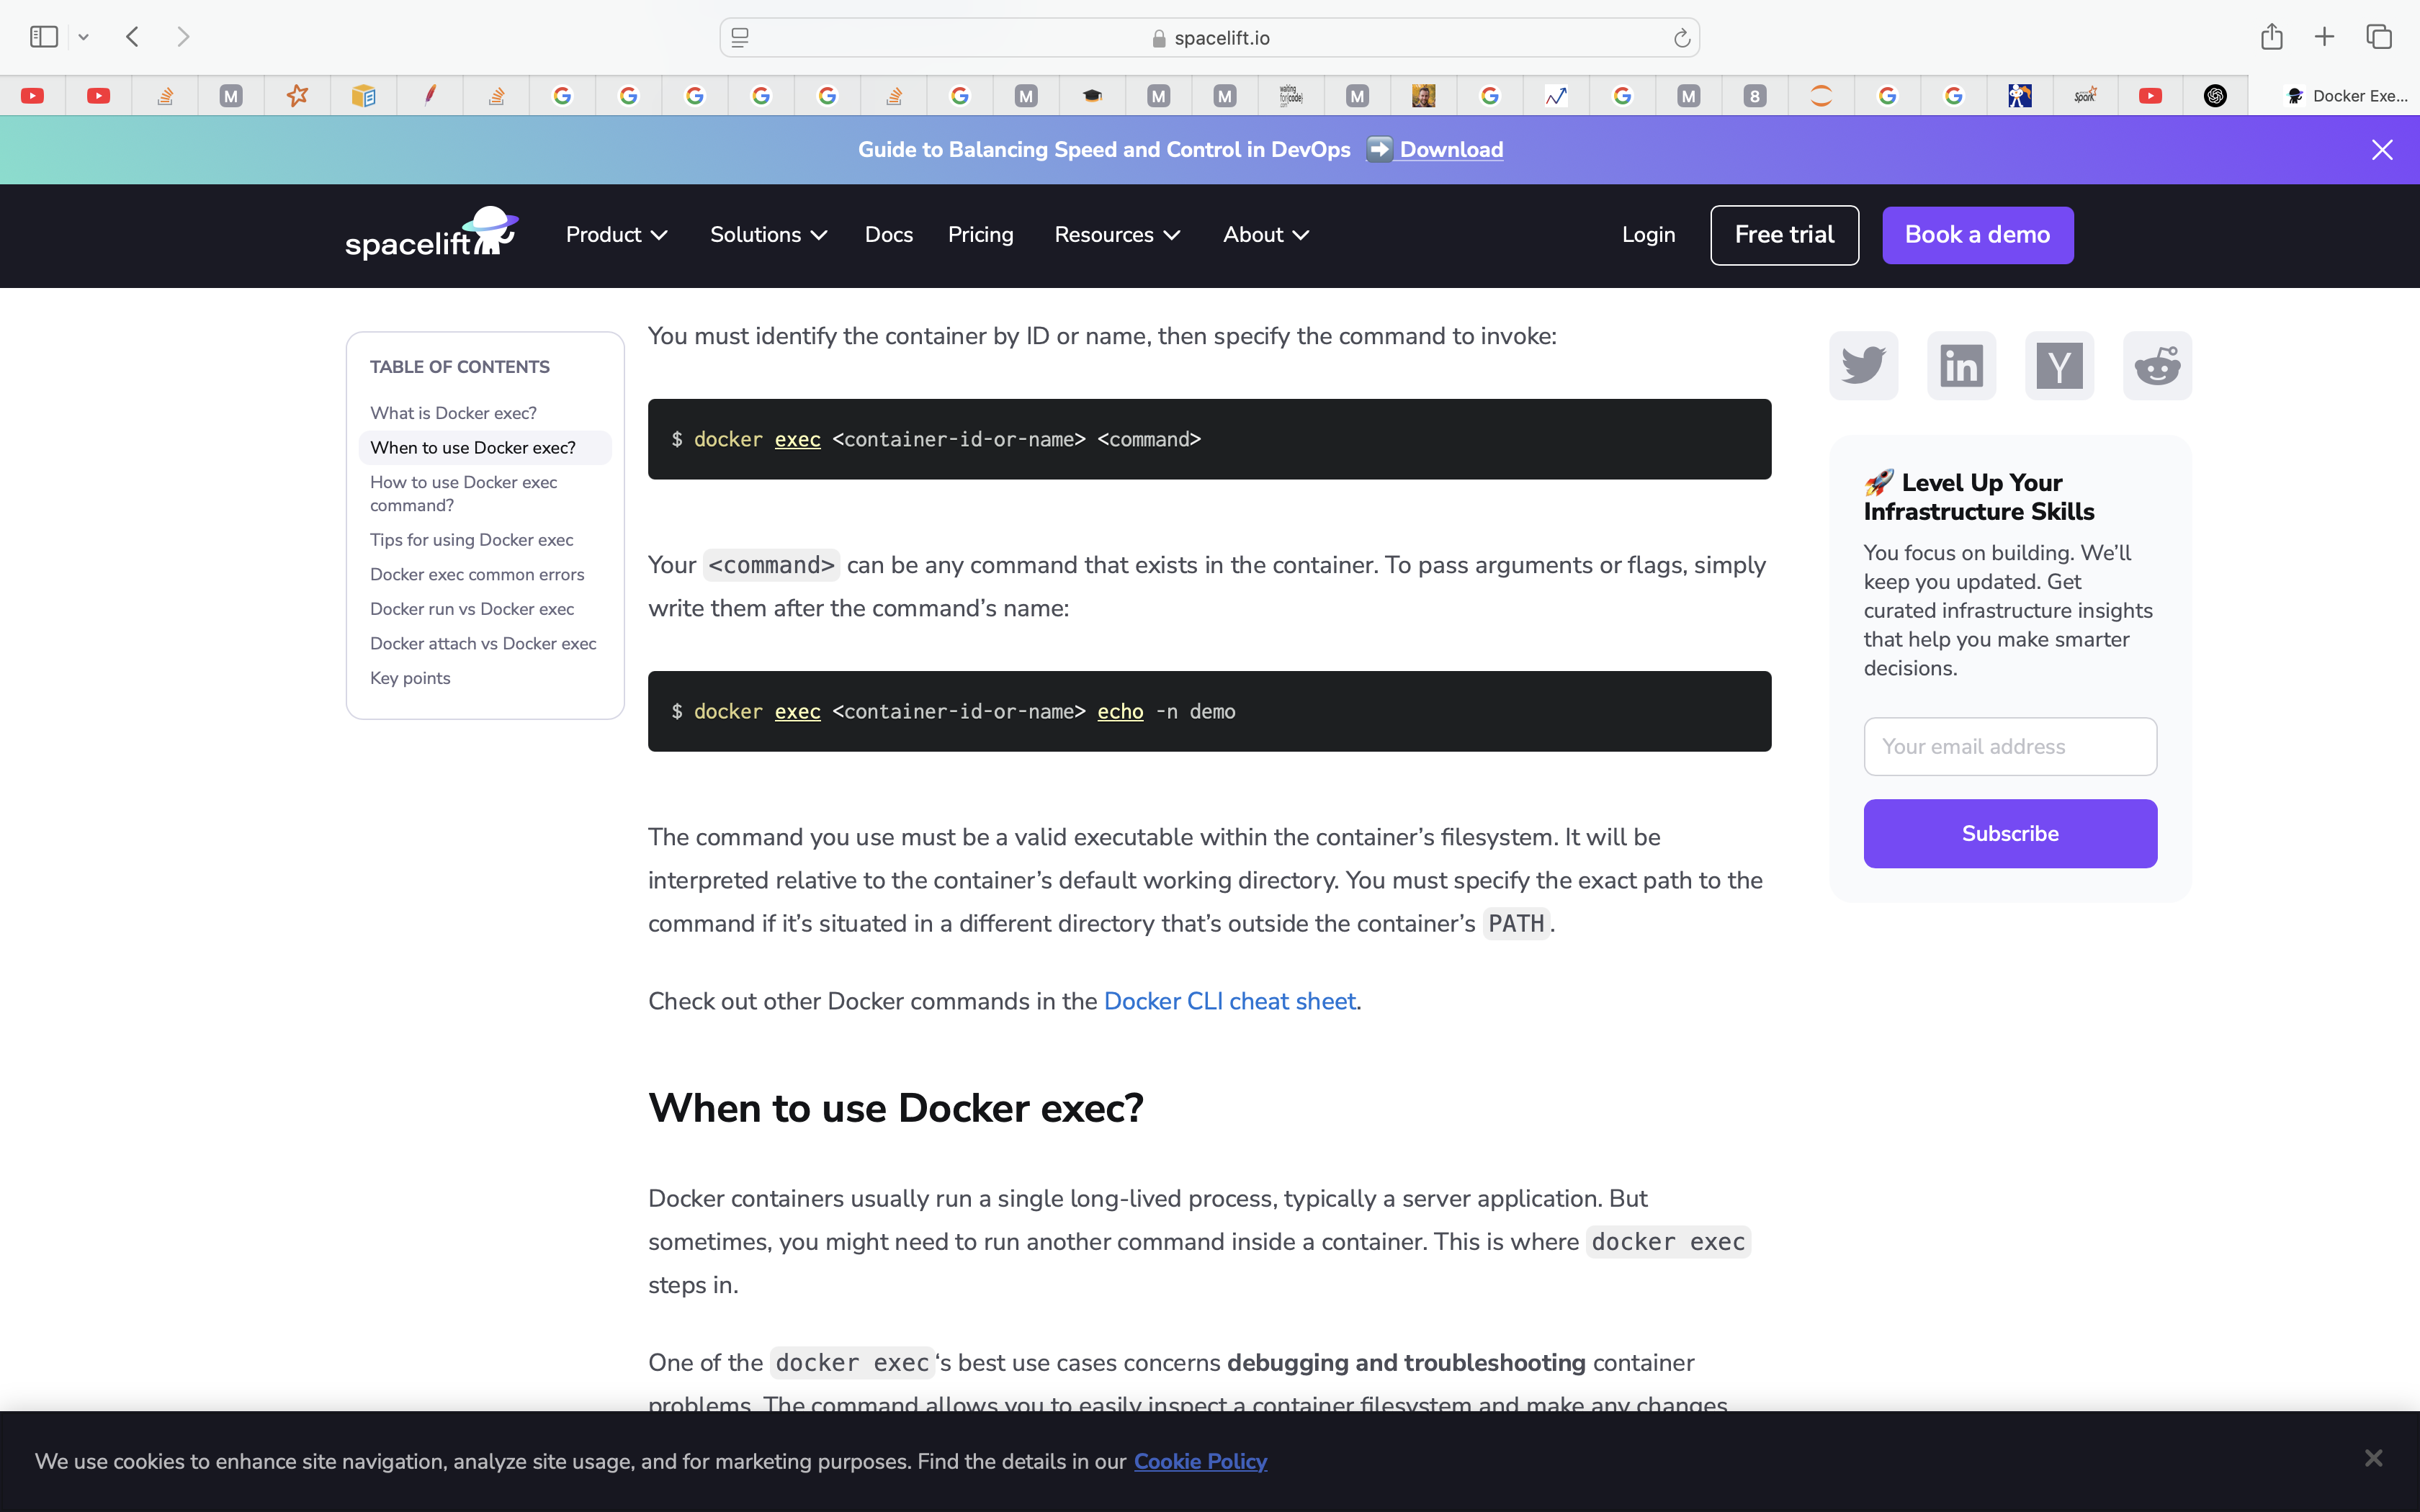 spacelift.io
M
M
M
M
waiting
for(code)
M
M
8
Spark
Docker Exe...
Guide to Balancing Speed and Control in DevOps ➡️ Download
spacelift
Product
Solutions
Docs
Pricing
Resources
About
Login
Free trial
Book a demo
TABLE OF CONTENTS
What is Docker exec?
When to use Docker exec?
How to use Docker exec
command?
Tips for using Docker exec
Docker exec common errors
Docker run vs Docker exec
Docker attach vs Docker exec
Key points
You must identify the container by ID or name, then specify the command to invoke:
$ docker exec <container-id-or-name> <command>
Your <command> can be any command that exists in the container. To pass arguments or flags, simply
write them after the command’s name:
$ docker exec <container-id-or-name> echo -n demo
The command you use must be a valid executable within the container’s filesystem. It will be
interpreted relative to the container’s default working directory. You must specify the exact path to the
command if it’s situated in a different directory that’s outside the container’s PATH.
Check out other Docker commands in the Docker CLI cheat sheet.
When to use Docker exec?
Docker containers usually run a single long-lived process, typically a server application. But
sometimes, you might need to run another command inside a container. This is where docker exec
steps in.
One of the docker exec‘s best use cases concerns debugging and troubleshooting container
problems. The command allows you to easily inspect a container filesystem and make any changes
🚀 Level Up Your
Infrastructure Skills
You focus on building. We’ll
keep you updated. Get
curated infrastructure insights
that help you make smarter
decisions.
Your email address
Subscribe
We use cookies to enhance site navigation, analyze site usage, and for marketing purposes. Find the details in our Cookie Policy